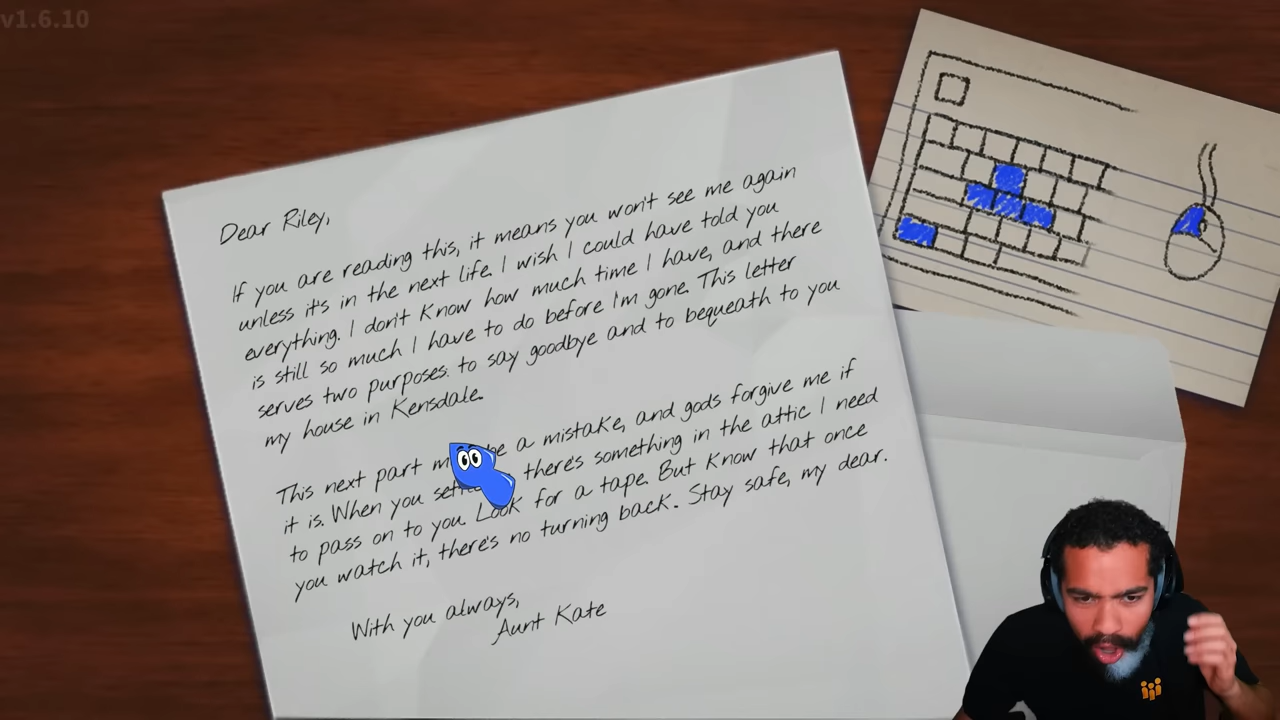 v1.6.10
Dear Riley,
If you are reading this, it means you won't see me again
unless it's in the next life. I wish I could have told you
everything. I don't know how much time I have, and there
is still so much I have to do before I'm gone. This letter
serves two purposes: to say goodbye and to bequeath to you
my house in Kensdale.
This next part be a mistake, and gods forgive me if
it is. When you there's something in the attic I need
to pass on to you. Look for a tape. But know that once
you watch it, there's no turning back. Stay safe, my dear.
With you always,
Aunt Kate